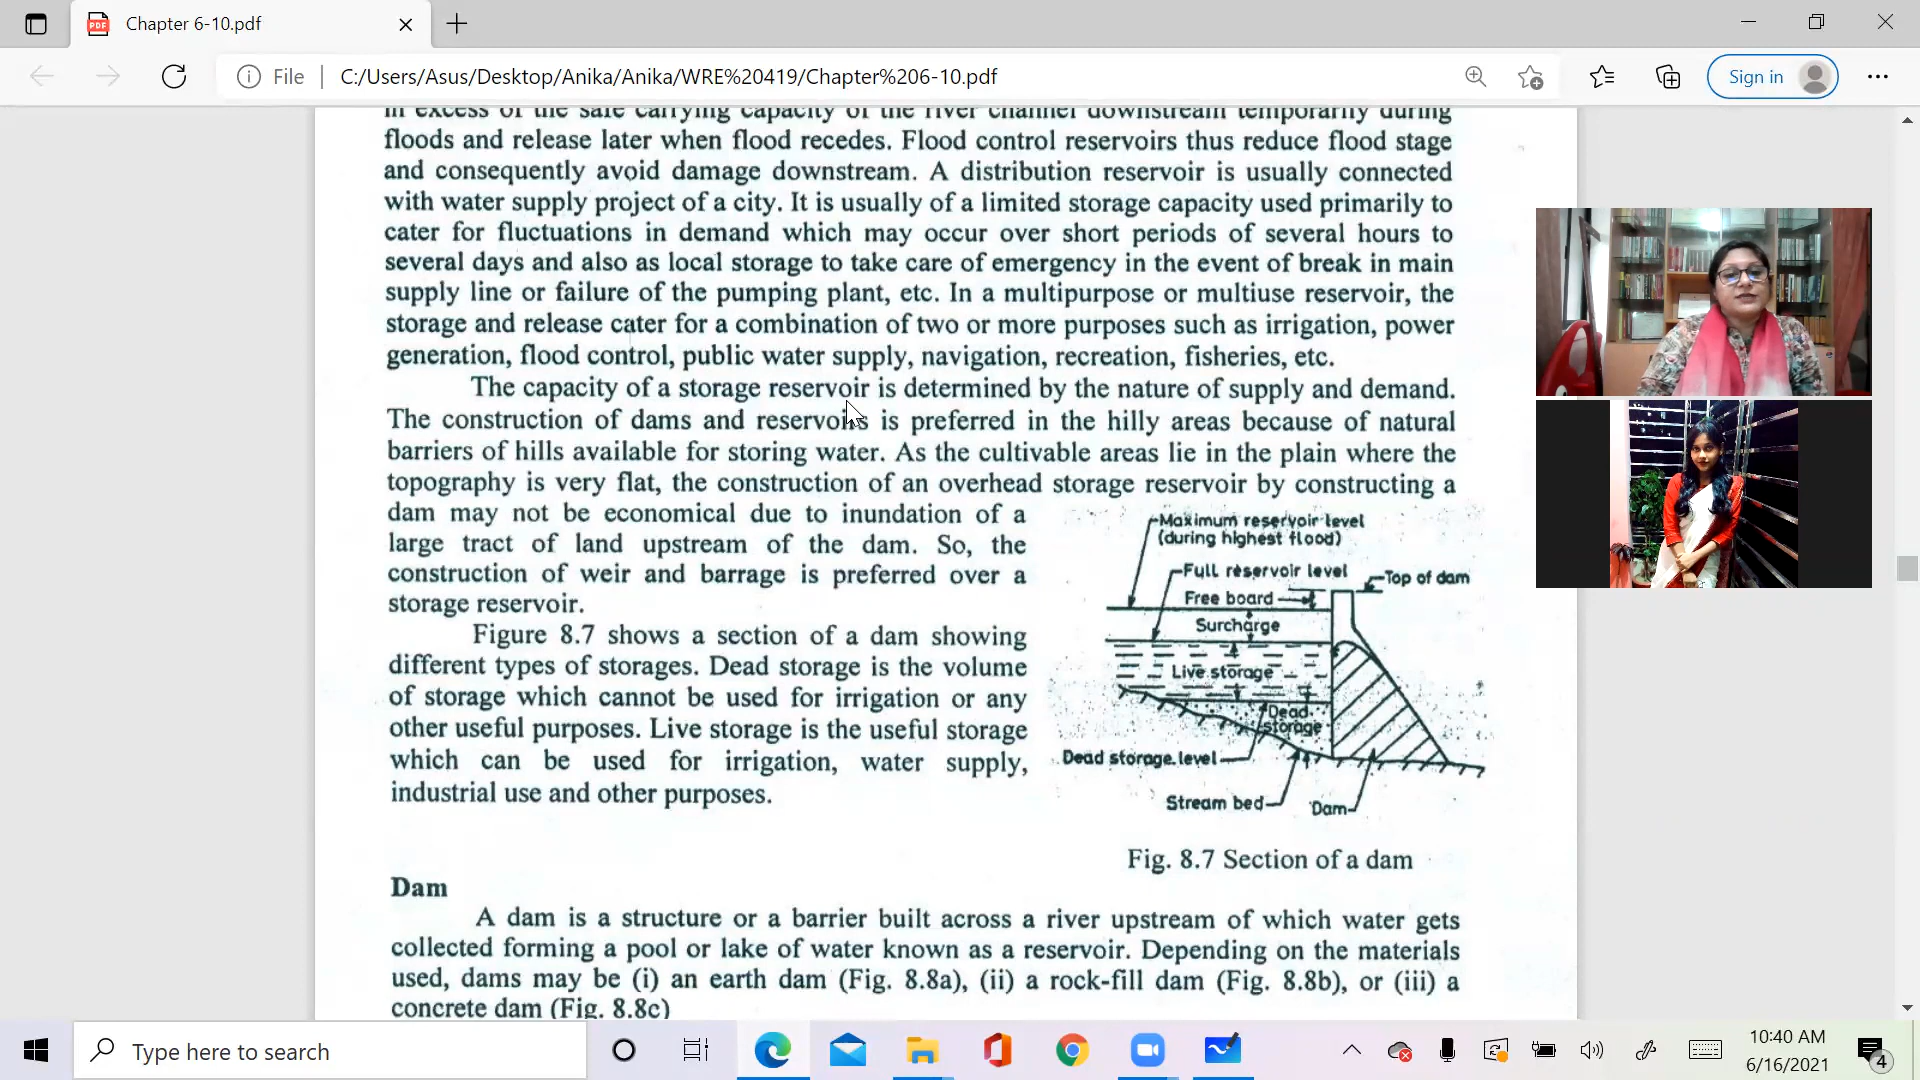 Chapter 6-10.pdf
File
C:/Users/Asus/Desktop/Anika/Anika/WRE%20419/Chapter%206-10.pdf
Sign in
in excess of the safe carrying capacity of the river channel downstream temporarily during
floods and release later when flood recedes. Flood control reservoirs thus reduce flood stage
and consequently avoid damage downstream. A distribution reservoir is usually connected
with water supply project of a city. It is usually of a limited storage capacity used primarily to
cater for fluctuations in demand which may occur over short periods of several hours to
several days and also as local storage to take care of emergency in the event of break in main
supply line or failure of the pumping plant, etc. In a multipurpose or multiuse reservoir, the
storage and release cater for a combination of two or more purposes such as irrigation, power
generation, flood control, public water supply, navigation, recreation, fisheries, etc.
The capacity of a storage reservoir is determined by the nature of supply and demand.
The construction of dams and reservoirs is preferred in the hilly areas because of natural
barriers of hills available for storing water. As the cultivable areas lie in the plain where the
topography is very flat, the construction of an overhead storage reservoir by constructing a
dam may not be economical due to inundation of a
large tract of land upstream of the dam. So, the
construction of weir and barrage is preferred over a
storage reservoir.
Figure 8.7 shows a section of a dam showing
different types of storages. Dead storage is the volume
of storage which cannot be used for irrigation or any
other useful purposes. Live storage is the useful storage
which can be used for irrigation, water supply,
industrial use and other purposes.
Maximum reservoir level
(during highest flood)
Full reservoir level
Top of dam
Free board
Surcharge
Live storage
Dead
storage
Dead storage level
Stream bed
Dam
Fig. 8.7 Section of a dam
Dam
A dam is a structure or a barrier built across a river upstream of which water gets
collected forming a pool or lake of water known as a reservoir. Depending on the materials
used, dams may be (i) an earth dam (Fig. 8.8a), (ii) a rock-fill dam (Fig. 8.8b), or (iii) a
concrete dam (Fig. 8.8c)
Type here to search
10:40 AM
6/16/2021
4